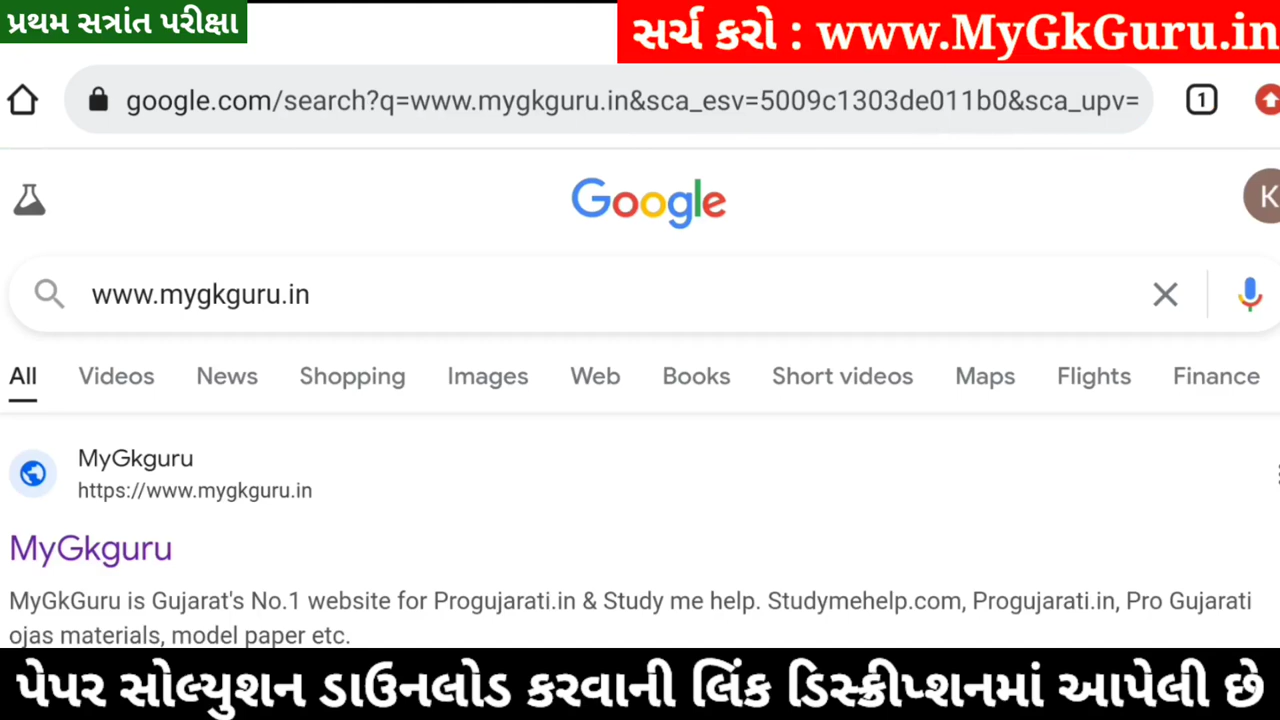 પ્રથમ સત્રાંત પરીક્ષા
સર્ચ કરો : www.MyGkGuru.in
google.com/search?q=www.mygkguru.in&sca_esv=5009c1303de011b0&sca_upv=
1
Google
K
www.mygkguru.in
All Videos News Shopping Images Web Books Short videos Maps Flights Finance
MyGkguru
https://www.mygkguru.in
MyGkguru
MyGkGuru is Gujarat's No.1 website for Progujarati.in & Study me help. Studymehelp.com, Progujarati.in, Pro Gujarati
ojas materials, model paper etc.
પેપર સોલ્યુશન ડાઉનલોડ કરવાની લિંક ડિસ્ક્રીપ્શનમાં આપેલી છે